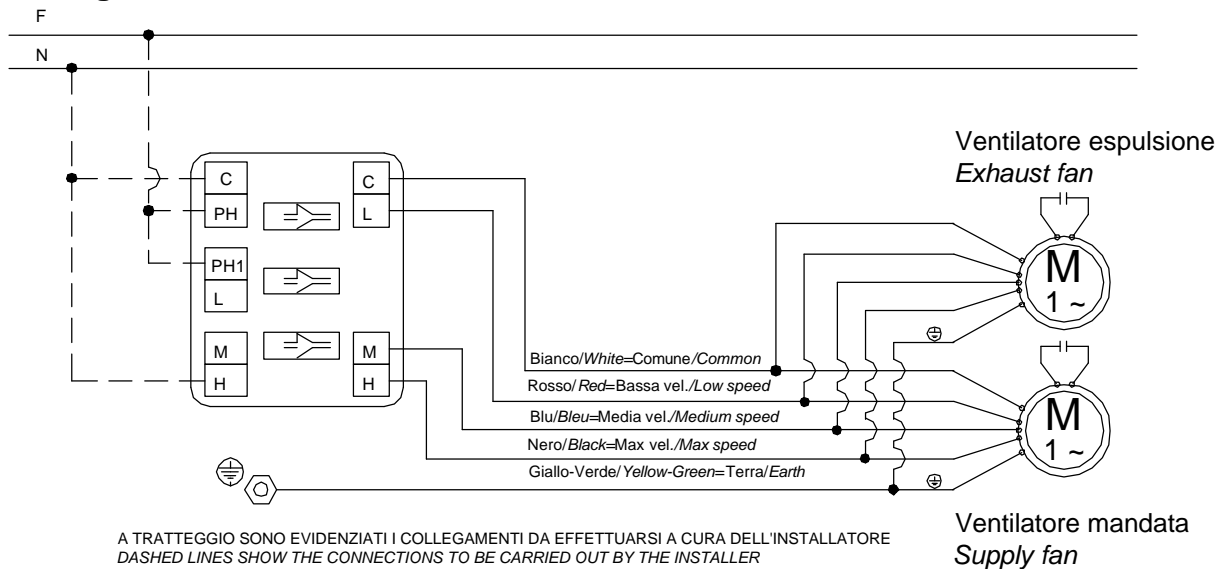 F
N
Ventilatore espulsione
Exhaust fan
C
C
PH
L
PH1
L
M
1 ~
M
M
H
H
Bianco/White=Comune/Common
Rosso/Red=Bassa vel./Low speed
Blu/Bleu=Media vel./Medium speed
Nero/Black=Max vel./Max speed
Giallo-Verde/Yellow-Green=Terra/Earth
M
1 ~
Ventilatore mandata
Supply fan
A TRATTEGGIO SONO EVIDENZIATI I COLLEGAMENTI DA EFFETTUARSI A CURA DELL'INSTALLATORE
DASHED LINES SHOW THE CONNECTIONS TO BE CARRIED OUT BY THE INSTALLER